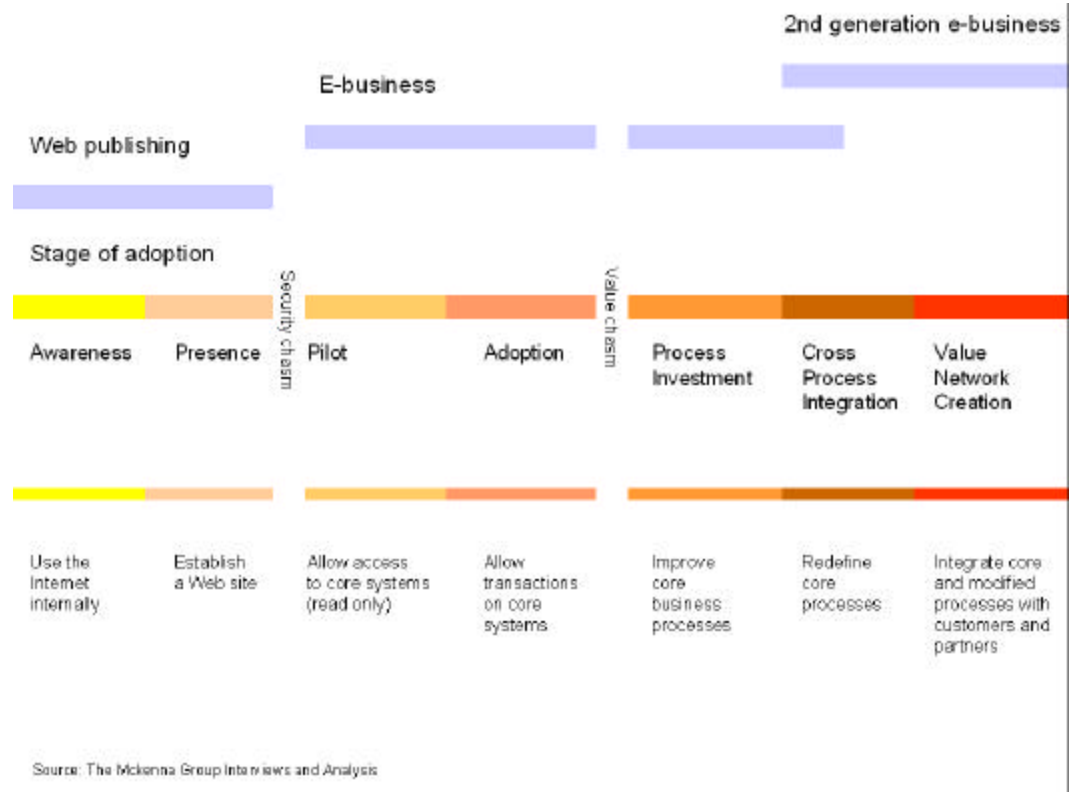 2nd generation e-business
E-business
Web publishing
Stage of adoption
Security chasm
Value chasm
Awareness
Presence
Pilot
Adoption
Process
Investment
Cross
Process
Integration
Value
Network
Creation
Use the
Internet
internally
Establish
a Web site
Allow access
to core systems
(read only)
Allow
transactions
on core
systems
Improve
core
business
processes
Redefine
core
processes
Integrate core
and modified
processes with
customers and
partners
Source: The Mckenna Group Interviews and Analysis